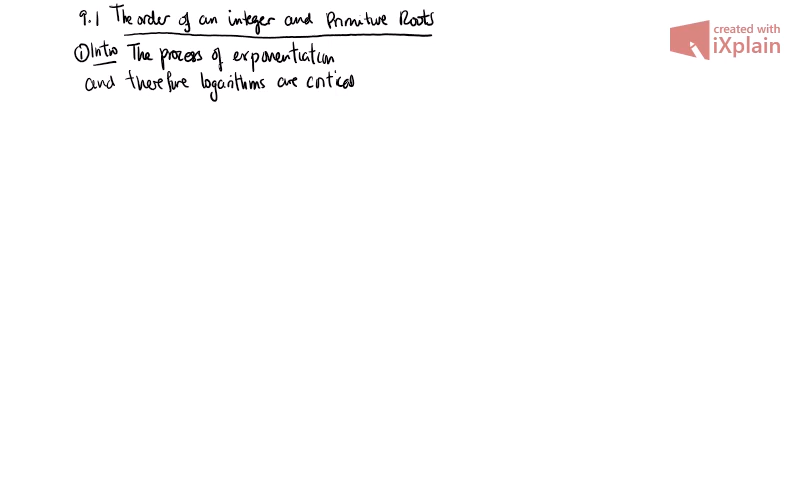 9.1 The order of an integer and Primitive Roots
① Intro The process of exponentiation
and therefore logarithms are critical
created with
iXplain